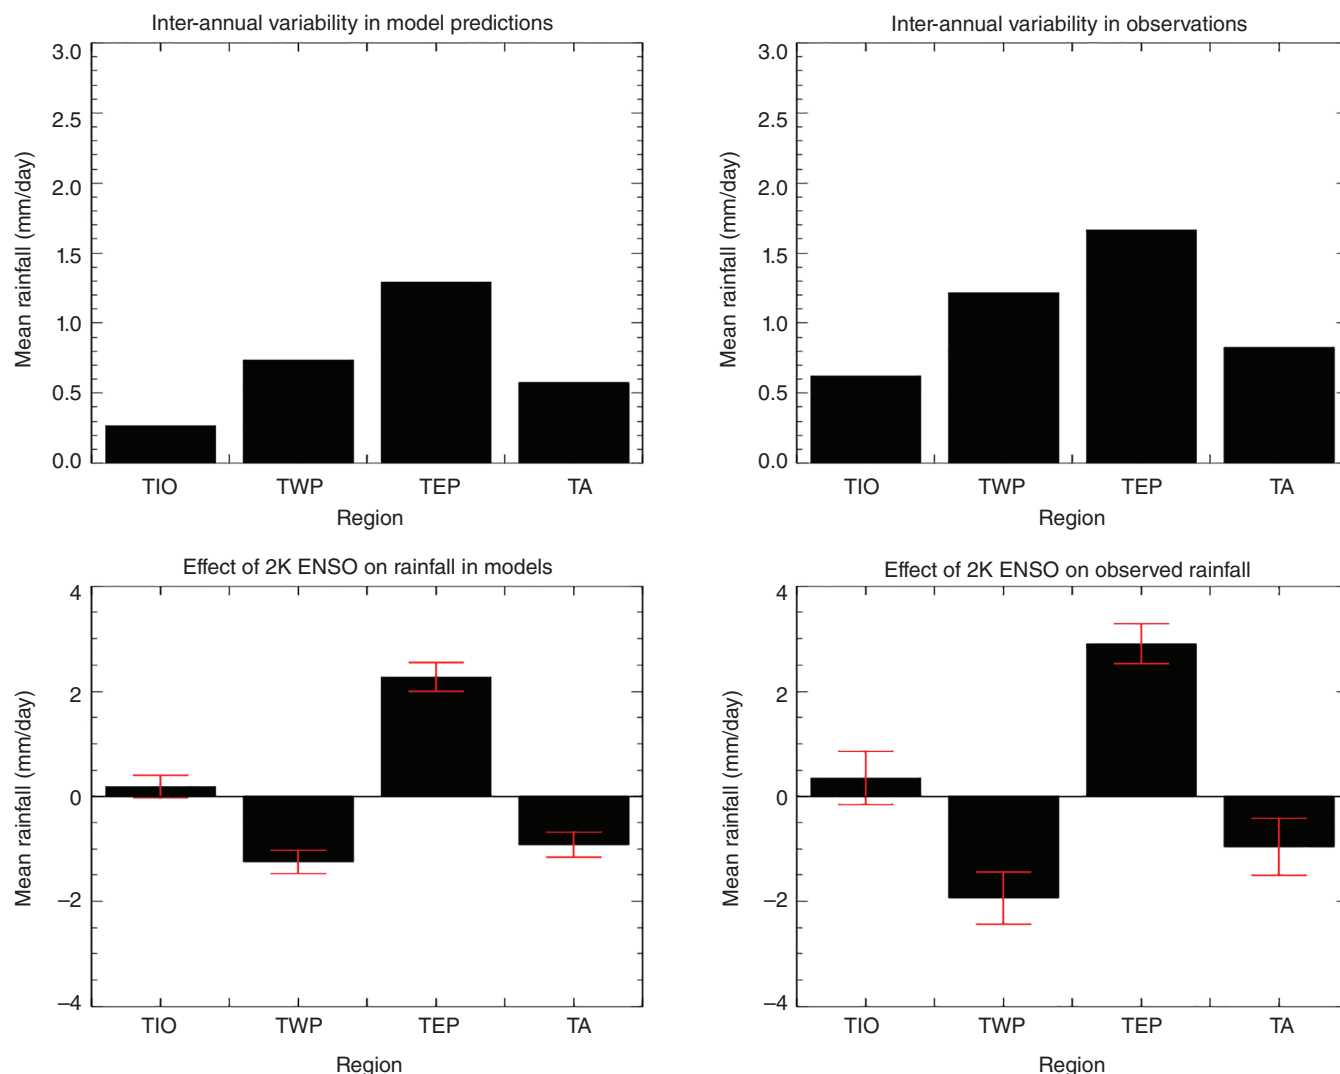 Inter-annual variability in model predictions
3.0
2.5
2.0
1.5
1.0
0.5
0.0
Mean rainfall (mm/day)
TIO TWP TEP TA
Region
Inter-annual variability in observations
3.0
2.5
2.0
1.5
1.0
0.5
0.0
Mean rainfall (mm/day)
TIO TWP TEP TA
Region
Effect of 2K ENSO on rainfall in models
4
2
0
–2
–4
Mean rainfall (mm/day)
TIO TWP TEP TA
Region
Effect of 2K ENSO on observed rainfall
4
2
0
–2
–4
Mean rainfall (mm/day)
TIO TWP TEP TA
Region